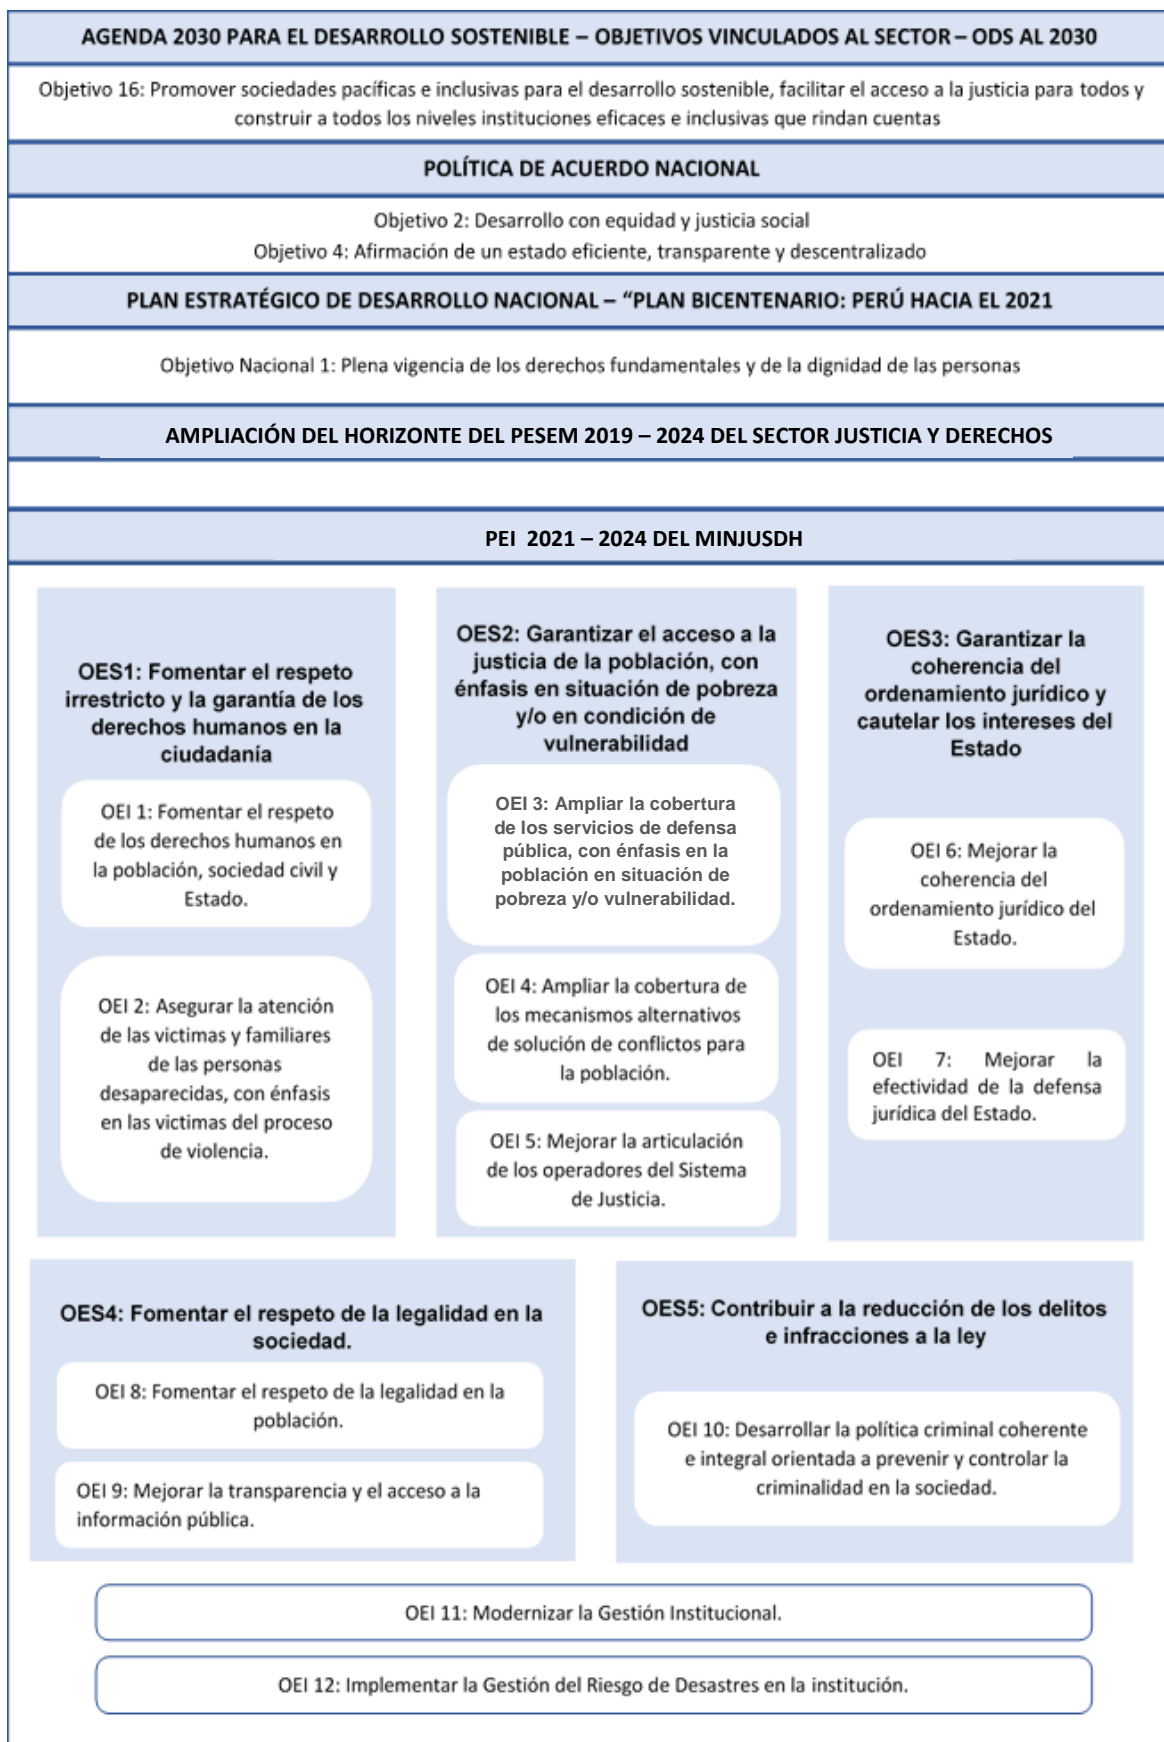 AGENDA 2030 PARA EL DESARROLLO SOSTENIBLE – OBJETIVOS VINCULADOS AL SECTOR – ODS AL 2030
Objetivo 16: Promover sociedades pacíficas e inclusivas para el desarrollo sostenible, facilitar el acceso a la justicia para todos y
construir a todos los niveles instituciones eficaces e inclusivas que rindan cuentas
POLÍTICA DE ACUERDO NACIONAL
Objetivo 2: Desarrollo con equidad y justicia social
Objetivo 4: Afirmación de un estado eficiente, transparente y descentralizado
PLAN ESTRATÉGICO DE DESARROLLO NACIONAL – “PLAN BICENTENARIO: PERÚ HACIA EL 2021
Objetivo Nacional 1: Plena vigencia de los derechos fundamentales y de la dignidad de las personas
AMPLIACIÓN DEL HORIZONTE DEL PESEM 2019 – 2024 DEL SECTOR JUSTICIA Y DERECHOS
PEI 2021 – 2024 DEL MINJUSDH
OES1: Fomentar el respeto
irrestricto y la garantía de los
derechos humanos en la
ciudadanía
OEI 1: Fomentar el respeto
de los derechos humanos en
la población, sociedad civil y
Estado.
OEI 2: Asegurar la atención
de las victimas y familiares
de las personas
desaparecidas, con énfasis
en las victimas del proceso
de violencia.
OES2: Garantizar el acceso a la
justicia de la población, con
énfasis en situación de pobreza
y/o en condición de
vulnerabilidad
OEI 3: Ampliar la cobertura
de los servicios de defensa
pública, con énfasis en la
población en situación de
pobreza y/o vulnerabilidad.
OEI 4: Ampliar la cobertura de
los mecanismos alternativos
de solución de conflictos para
la población.
OEI 5: Mejorar la articulación
de los operadores del Sistema
de Justicia.
OES3: Garantizar la
coherencia del
ordenamiento jurídico y
cautelar los intereses del
Estado
OEI 6: Mejorar la
coherencia del
ordenamiento jurídico del
Estado.
OEI 7: Mejorar la
efectividad de la defensa
jurídica del Estado.
OES4: Fomentar el respeto de la legalidad en la
sociedad.
OEI 8: Fomentar el respeto de la legalidad en la
población.
OEI 9: Mejorar la transparencia y el acceso a la
información pública.
OES5: Contribuir a la reducción de los delitos
e infracciones a la ley
OEI 10: Desarrollar la política criminal coherente
e integral orientada a prevenir y controlar la
criminalidad en la sociedad.
OEI 11: Modernizar la Gestión Institucional.
OEI 12: Implementar la Gestión del Riesgo de Desastres en la institución.